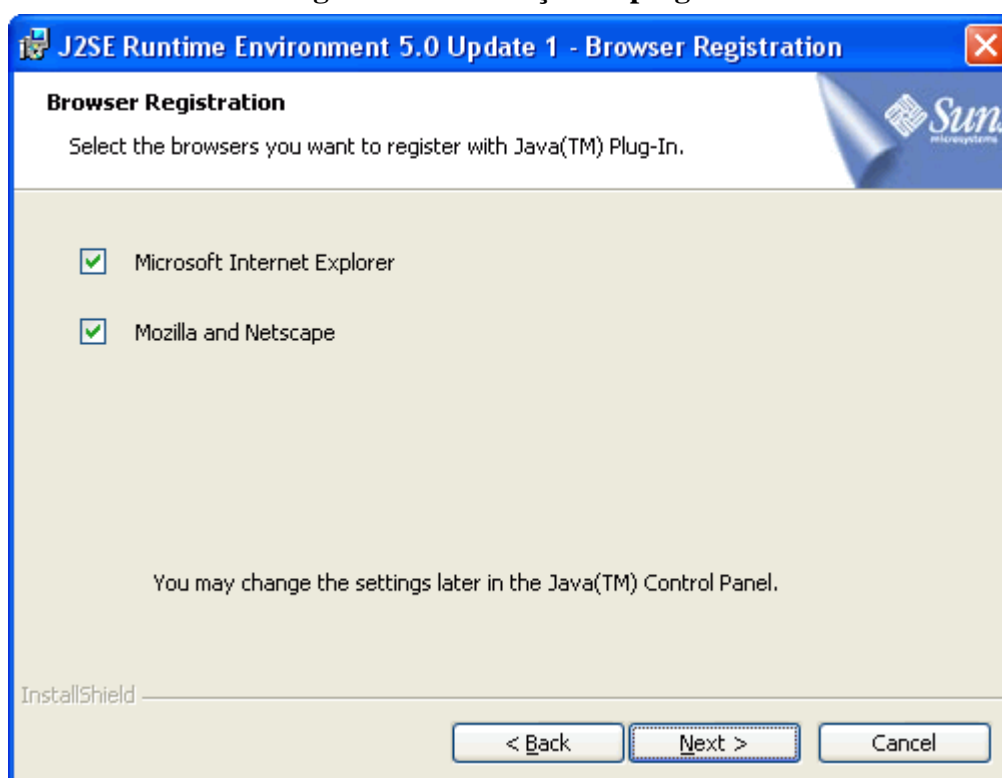 J2SE Runtime Environment 5.0 Update 1 - Browser Registration
Browser Registration
Select the browsers you want to register with Java(TM) Plug-In.
Sun
microsystems
Microsoft Internet Explorer
Mozilla and Netscape
You may change the settings later in the Java(TM) Control Panel.
InstallShield
< Back
Next >
Cancel